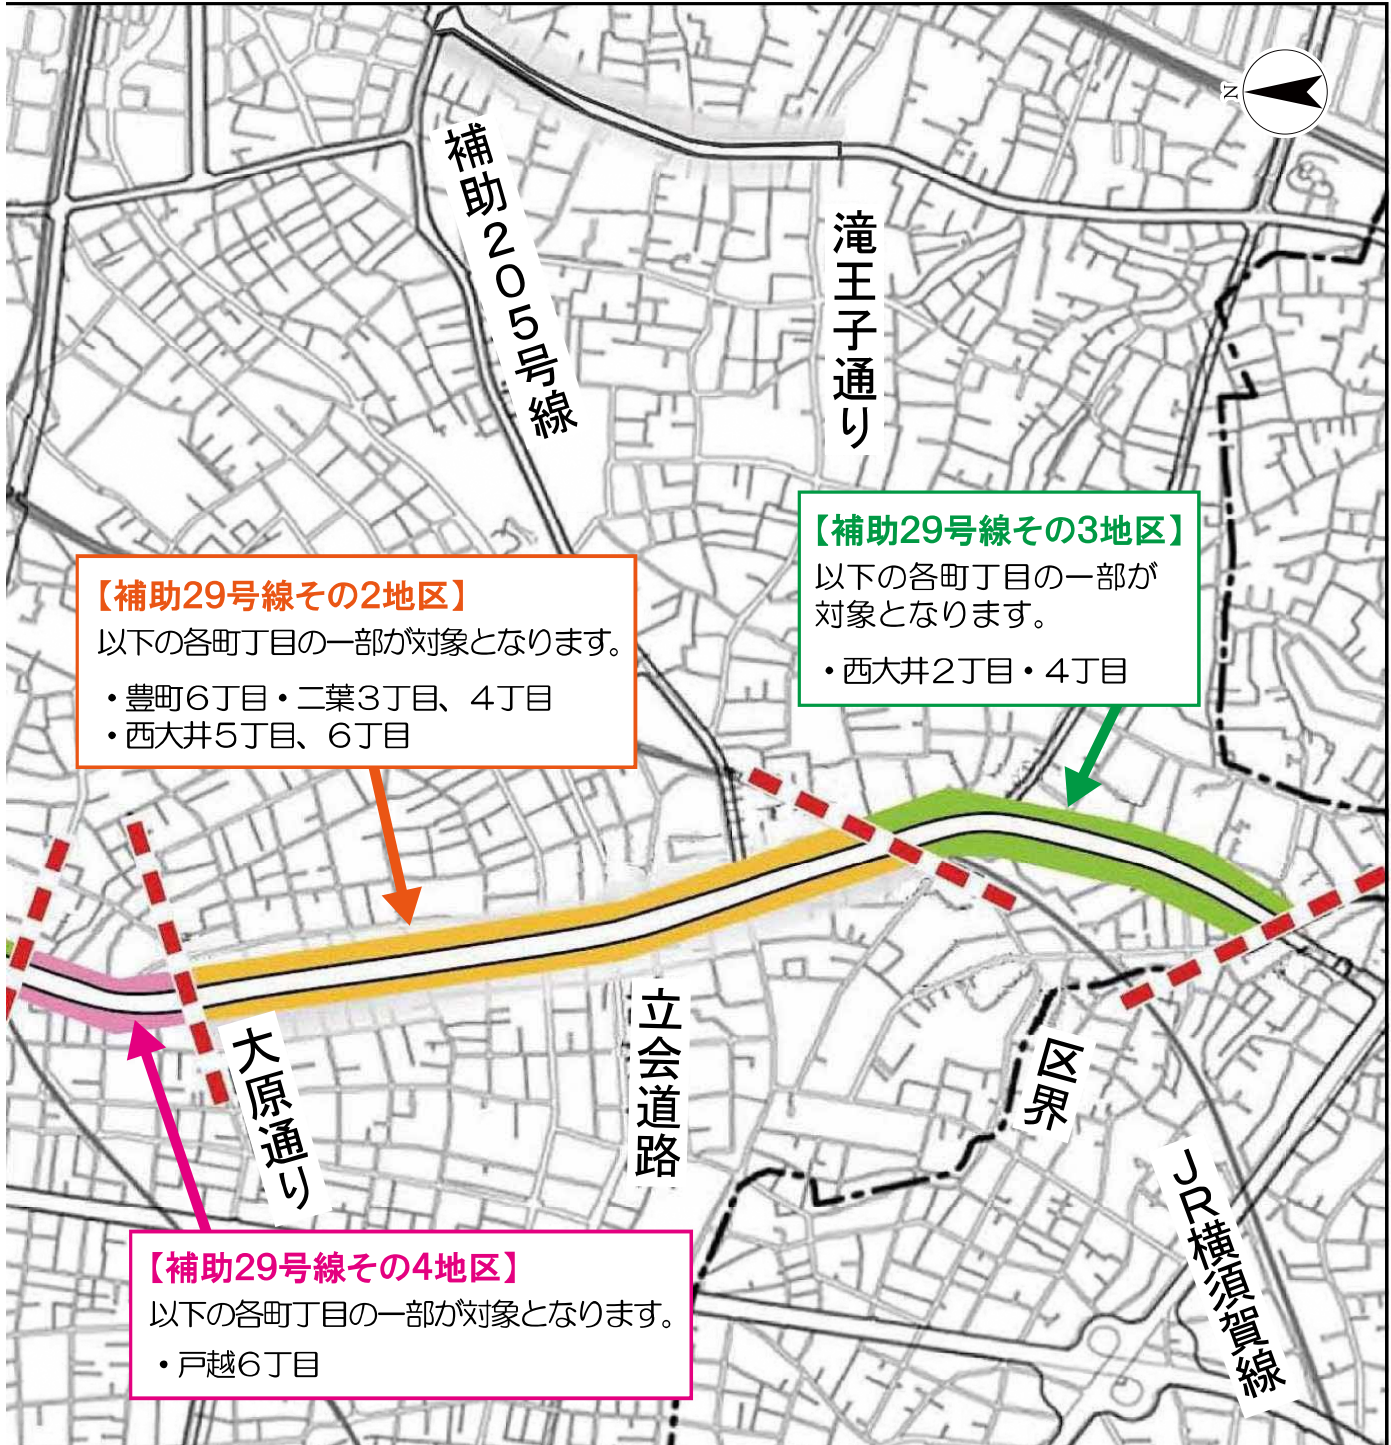 N
補助205号線
滝王子通り
【補助29号線その3地区】
以下の各町丁目の一部が
対象となります。
・西大井2丁目・4丁目
【補助29号線その2地区】
以下の各町丁目の一部が対象となります。
・豊町6丁目・二葉3丁目、4丁目
・西大井5丁目、6丁目
大原通り
立会道路
区界
JR横須賀線
【補助29号線その4地区】
以下の各町丁目の一部が対象となります。
・戸越6丁目